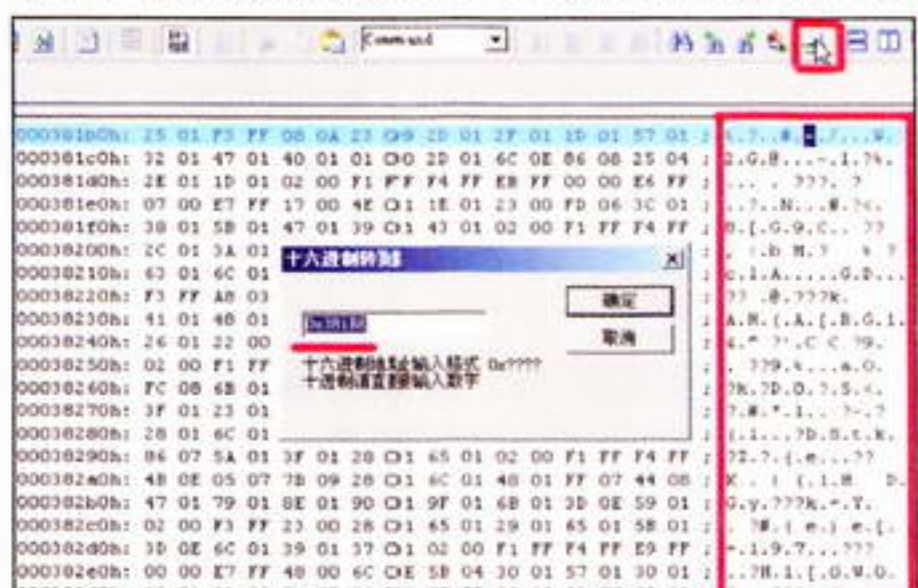 Command
000381b0h: 25 01 F3 FF 08 0A 23 09 2D 01 2F 01 1D 01 57 01 ;
000381c0h: 32 01 47 01 40 01 01 00 2D 01 6C 0E 86 08 25 04 ; 2.G.@...-.l.?%.
000381d0h: 2E 01 1D 01 02 00 F1 FF F4 FF EB FF 00 00 E6 FF ;
000381e0h: 07 00 E7 FF 17 00 4E 01 1E 01 23 00 FD 06 3C 01 ; ..?..N...#.?<.
000381f0h: 38 01 5B 01 47 01 39 01 43 01 02 00 F1 FF F4 FF ; 8.[.G.9.C.. ??
00038200h: 2C 01 3A 01
00038210h: 63 01 6C 01 c.l.A.....G.D...
00038220h: F3 FF A8 03 ?? .@.???k.
00038230h: 41 01 48 01 A.H.(.A.[.B.G.1.
00038240h: 26 01 22 00
00038250h: 02 00 F1 FF . ??9.%...m.O.
00038260h: FC 08 6B 01 ?k.?D.O.?.S.<.
00038270h: 3F 01 23 01
00038280h: 28 01 6C 01 (.l...?D.S.t.K.
十六进制转到
确定
取消
十六进制地址输入格式 0x????
十进制请直接输入数字
00038290h: 86 07 5A 01 3F 01 28 01 65 01 02 00 F1 FF F4 FF ; ?Z.?.(.e...??
000382a0h: 4B 0E 05 07 7B 09 28 01 6C 01 48 01 FF 07 44 08 ;
000382b0h: 47 01 79 01 8E 01 90 01 9F 01 6B 01 3D 0E 59 01 ; G.y.???k.=.Y.
000382c0h: 02 00 F3 FF 23 00 28 01 65 01 29 01 65 01 5B 01 ; . ?#.(.e.).e.[.
000382d0h: 3D 0E 6C 01 39 01 37 01 02 00 F1 FF F4 FF E9 FF ; =.l.9.7...???
000382e0h: 00 00 E7 FF 48 00 6C 0E 5B 04 30 01 57 01 30 01 ;